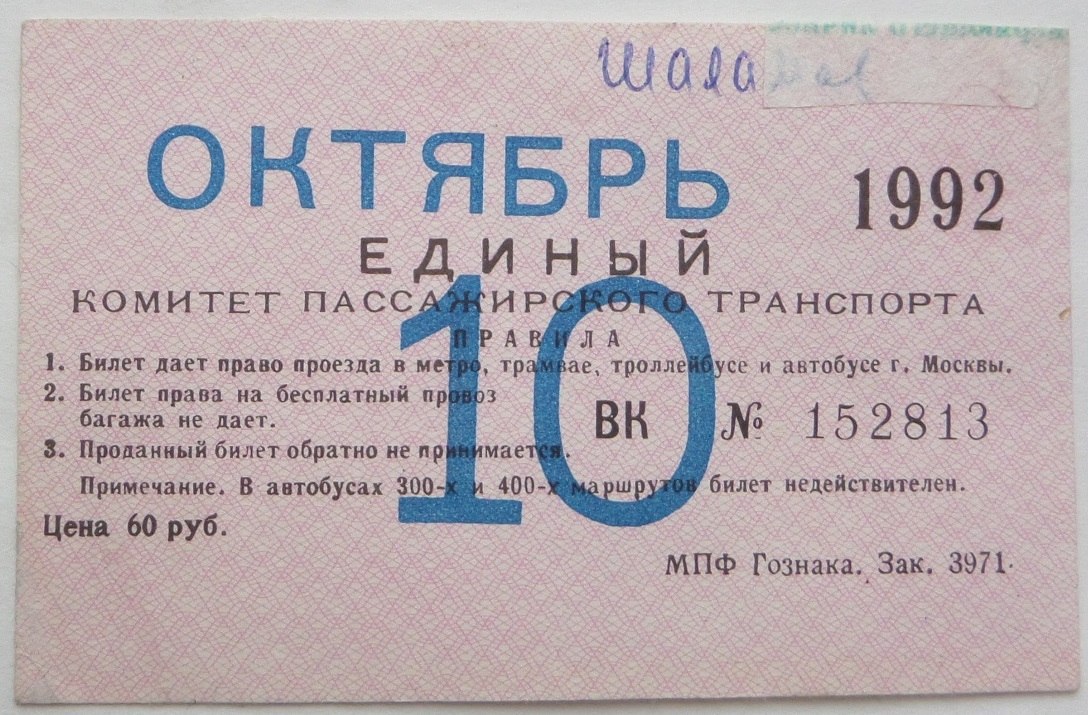 ОКТЯБРЬ 1992
ЕДИНЫЙ
КОМИТЕТ ПАССАЖИРСКОГО ТРАНСПОРТА
10
ПРАВИЛА
1. Билет дает право проезда в метро, трамвае, троллейбусе и автобусе г. Москвы.
2. Билет права на бесплатный провоз
багажа не дает.
ВК № 152813
3. Проданный билет обратно не принимается.
Примечание. В автобусах 300-х и 400-х маршрутов билет недействителен.
Цена 60 руб.
МПФ Гознака. Зак. 3971.